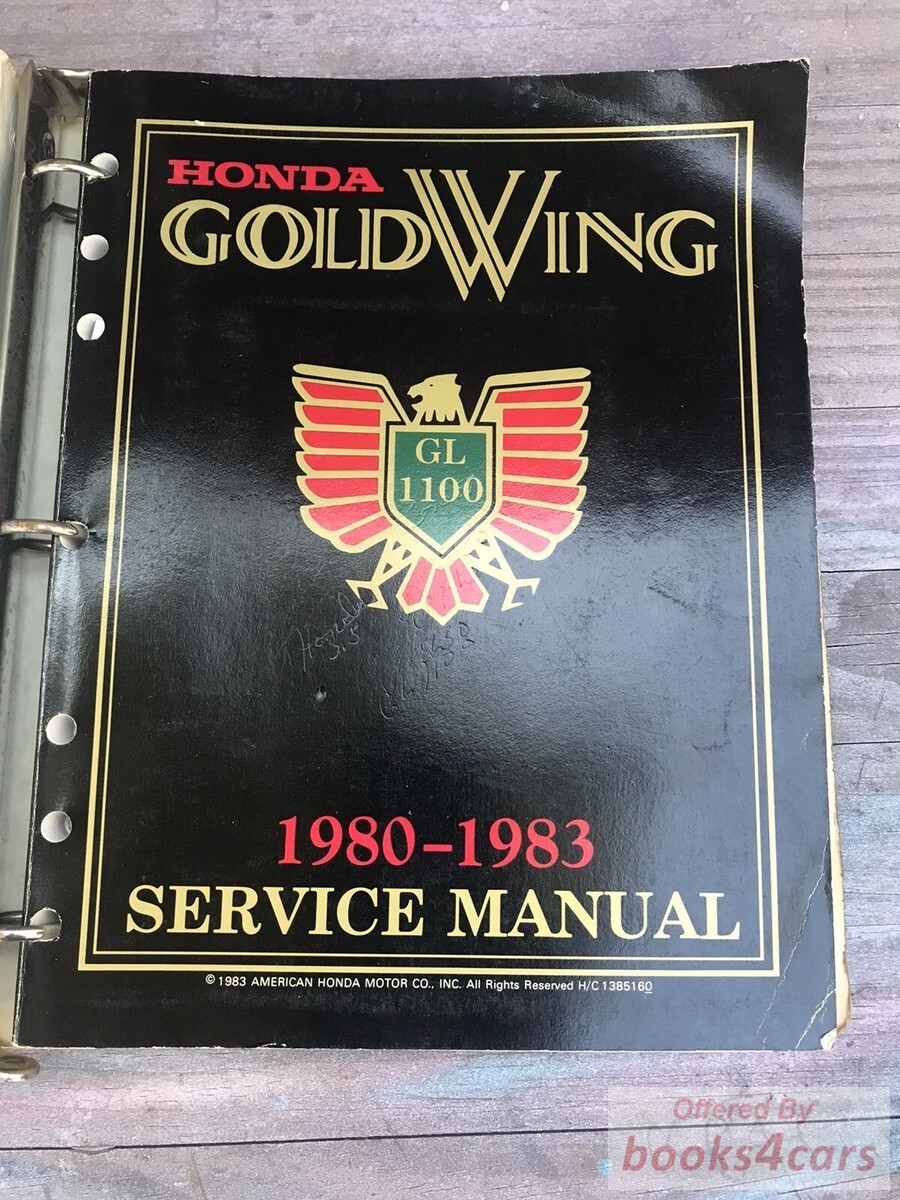 HONDA
GOLDWING
GL
1100
Honda
1980-1983
SERVICE MANUAL
© 1983 AMERICAN HONDA MOTOR CO., INC. All Rights Reserved H/C 1385160
Offered By
books4cars